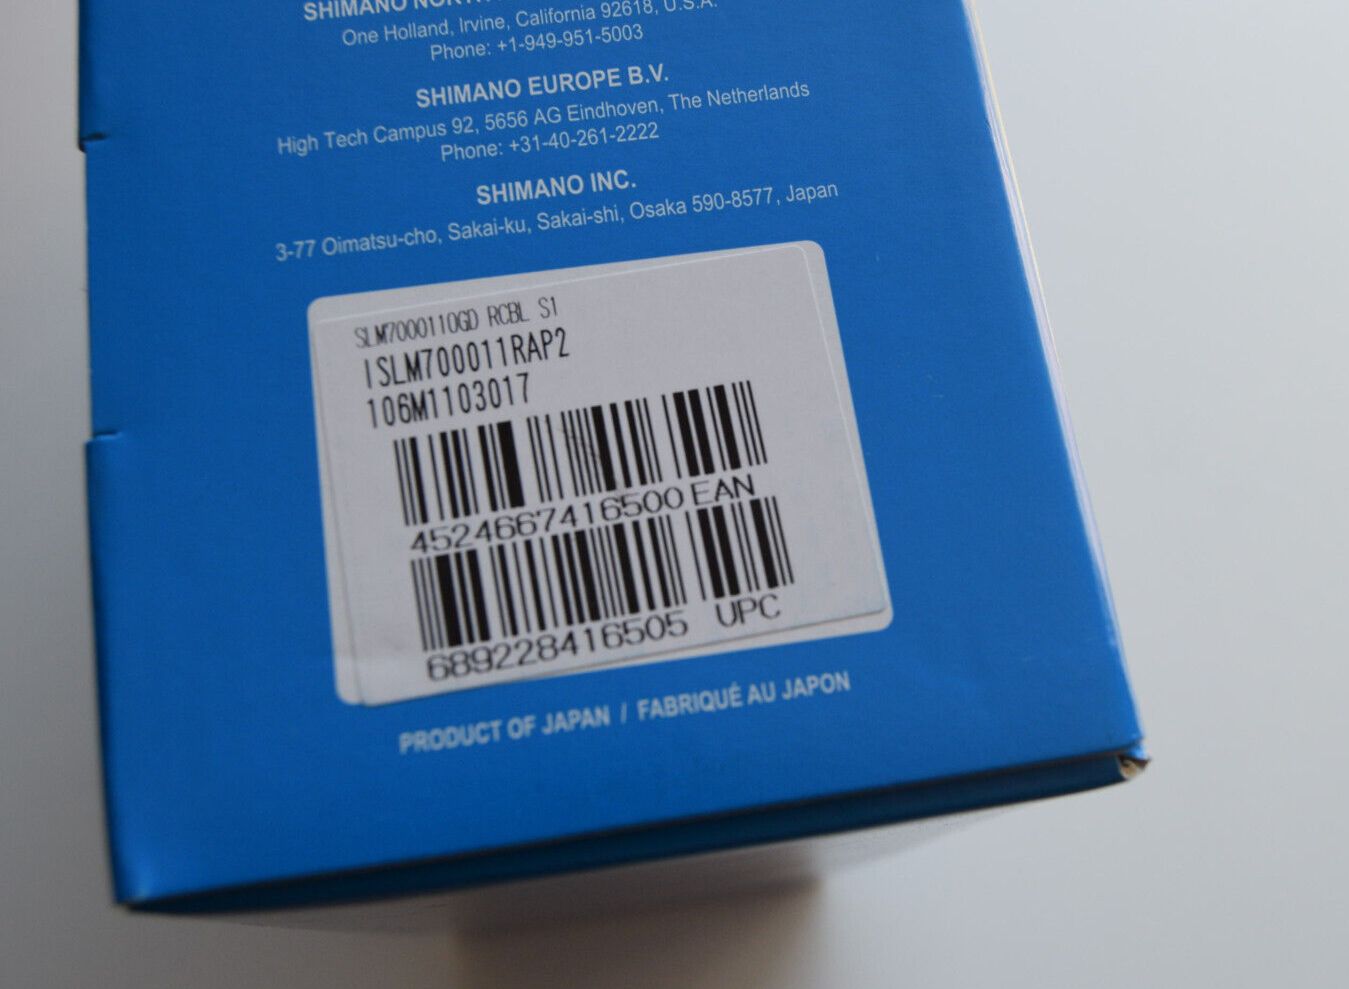 SHIMANO NORTH
One Holland, Irvine, California 92618, U.S.A.
Phone: +1-949-951-5003
SHIMANO EUROPE B.V.
High Tech Campus 92, 5656 AG Eindhoven, The Netherlands
Phone: +31-40-261-2222
SHIMANO INC.
3-77 Oimatsu-cho, Sakai-ku, Sakai-shi, Osaka 590-8577, Japan
SLM7000110GD RCBL S1
ISLM700011RAP2
106M1103017
4524667416500 EAN
689228416505 UPC
PRODUCT OF JAPAN / FABRIQUÉ AU JAPON